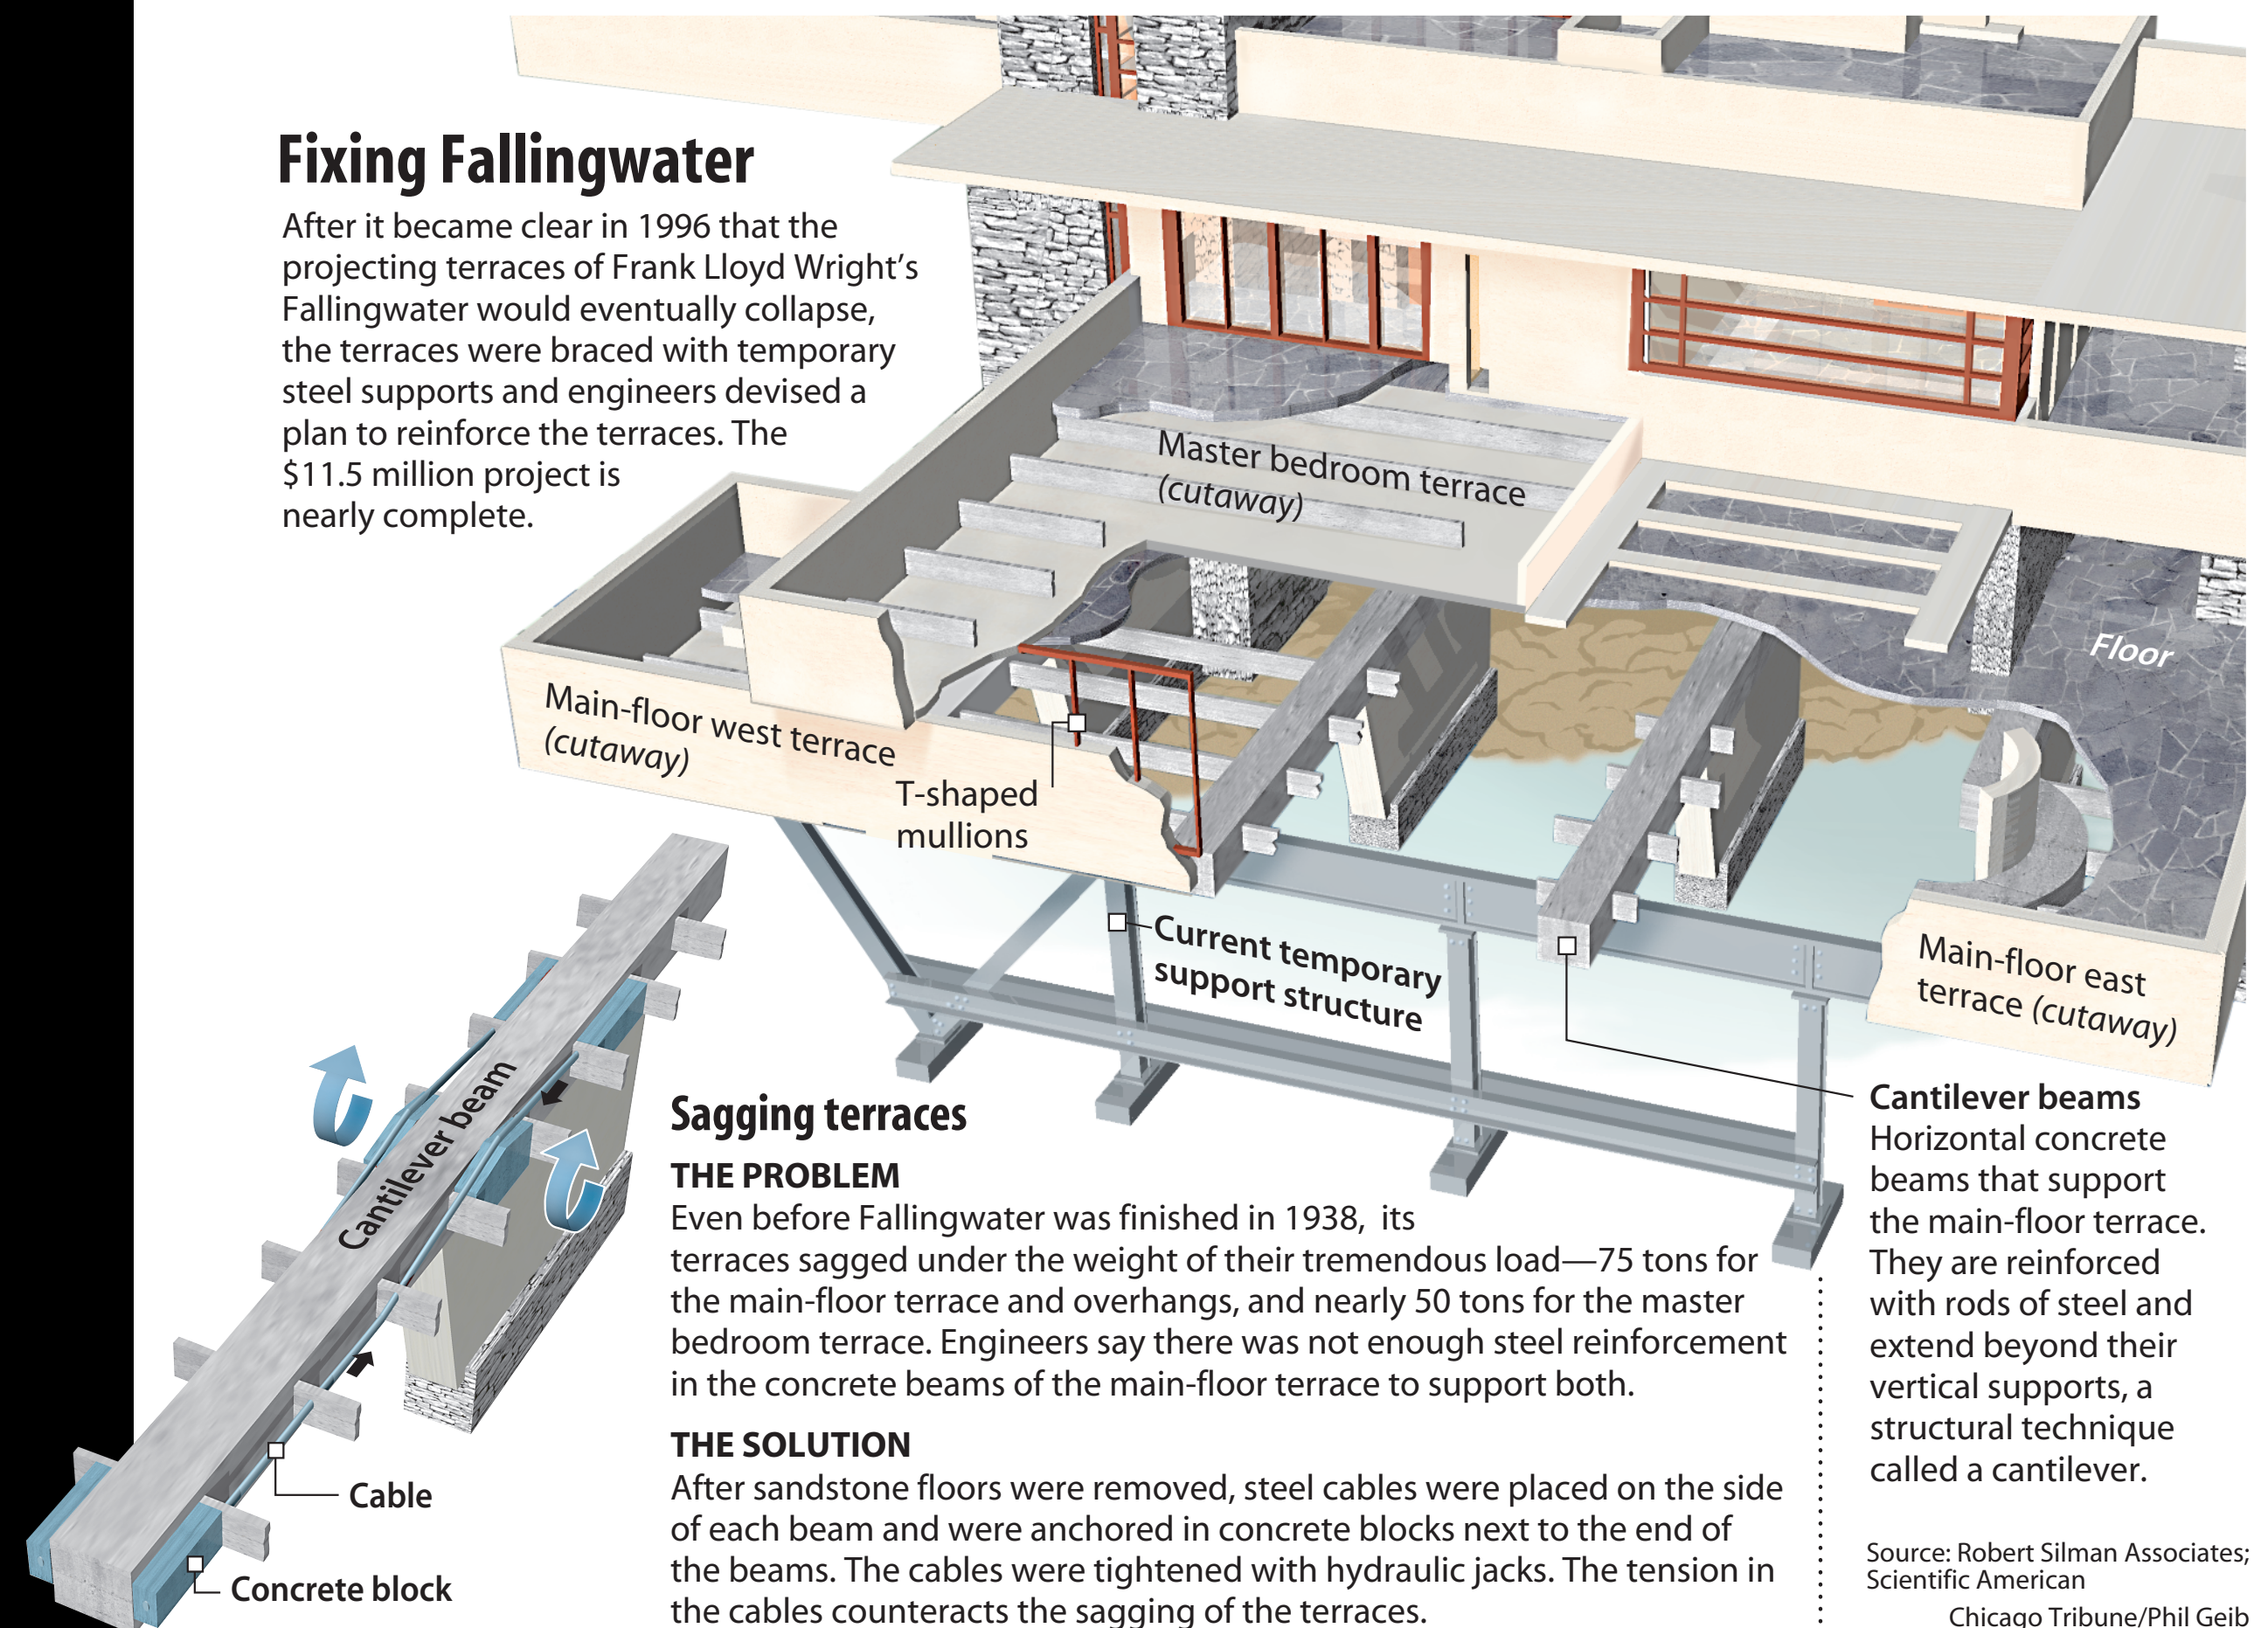 Fixing Fallingwater
After it became clear in 1996 that the
projecting terraces of Frank Lloyd Wright’s
Fallingwater would eventually collapse,
the terraces were braced with temporary
steel supports and engineers devised a
plan to reinforce the terraces. The
$11.5 million project is
nearly complete.
Master bedroom terrace
(cutaway)
Floor
Main-floor west terrace
(cutaway)
T-shaped
mullions
Current temporary
support structure
Main-floor east
terrace (cutaway)
Cantilever beam
Cable
Concrete block
Sagging terraces
THE PROBLEM
Even before Fallingwater was finished in 1938, its
terraces sagged under the weight of their tremendous load—75 tons for
the main-floor terrace and overhangs, and nearly 50 tons for the master
bedroom terrace. Engineers say there was not enough steel reinforcement
in the concrete beams of the main-floor terrace to support both.
THE SOLUTION
After sandstone floors were removed, steel cables were placed on the side
of each beam and were anchored in concrete blocks next to the end of
the beams. The cables were tightened with hydraulic jacks. The tension in
the cables counteracts the sagging of the terraces.
Cantilever beams
Horizontal concrete
beams that support
the main-floor terrace.
They are reinforced
with rods of steel and
extend beyond their
vertical supports, a
structural technique
called a cantilever.
Source: Robert Silman Associates;
Scientific American
Chicago Tribune/Phil Geib